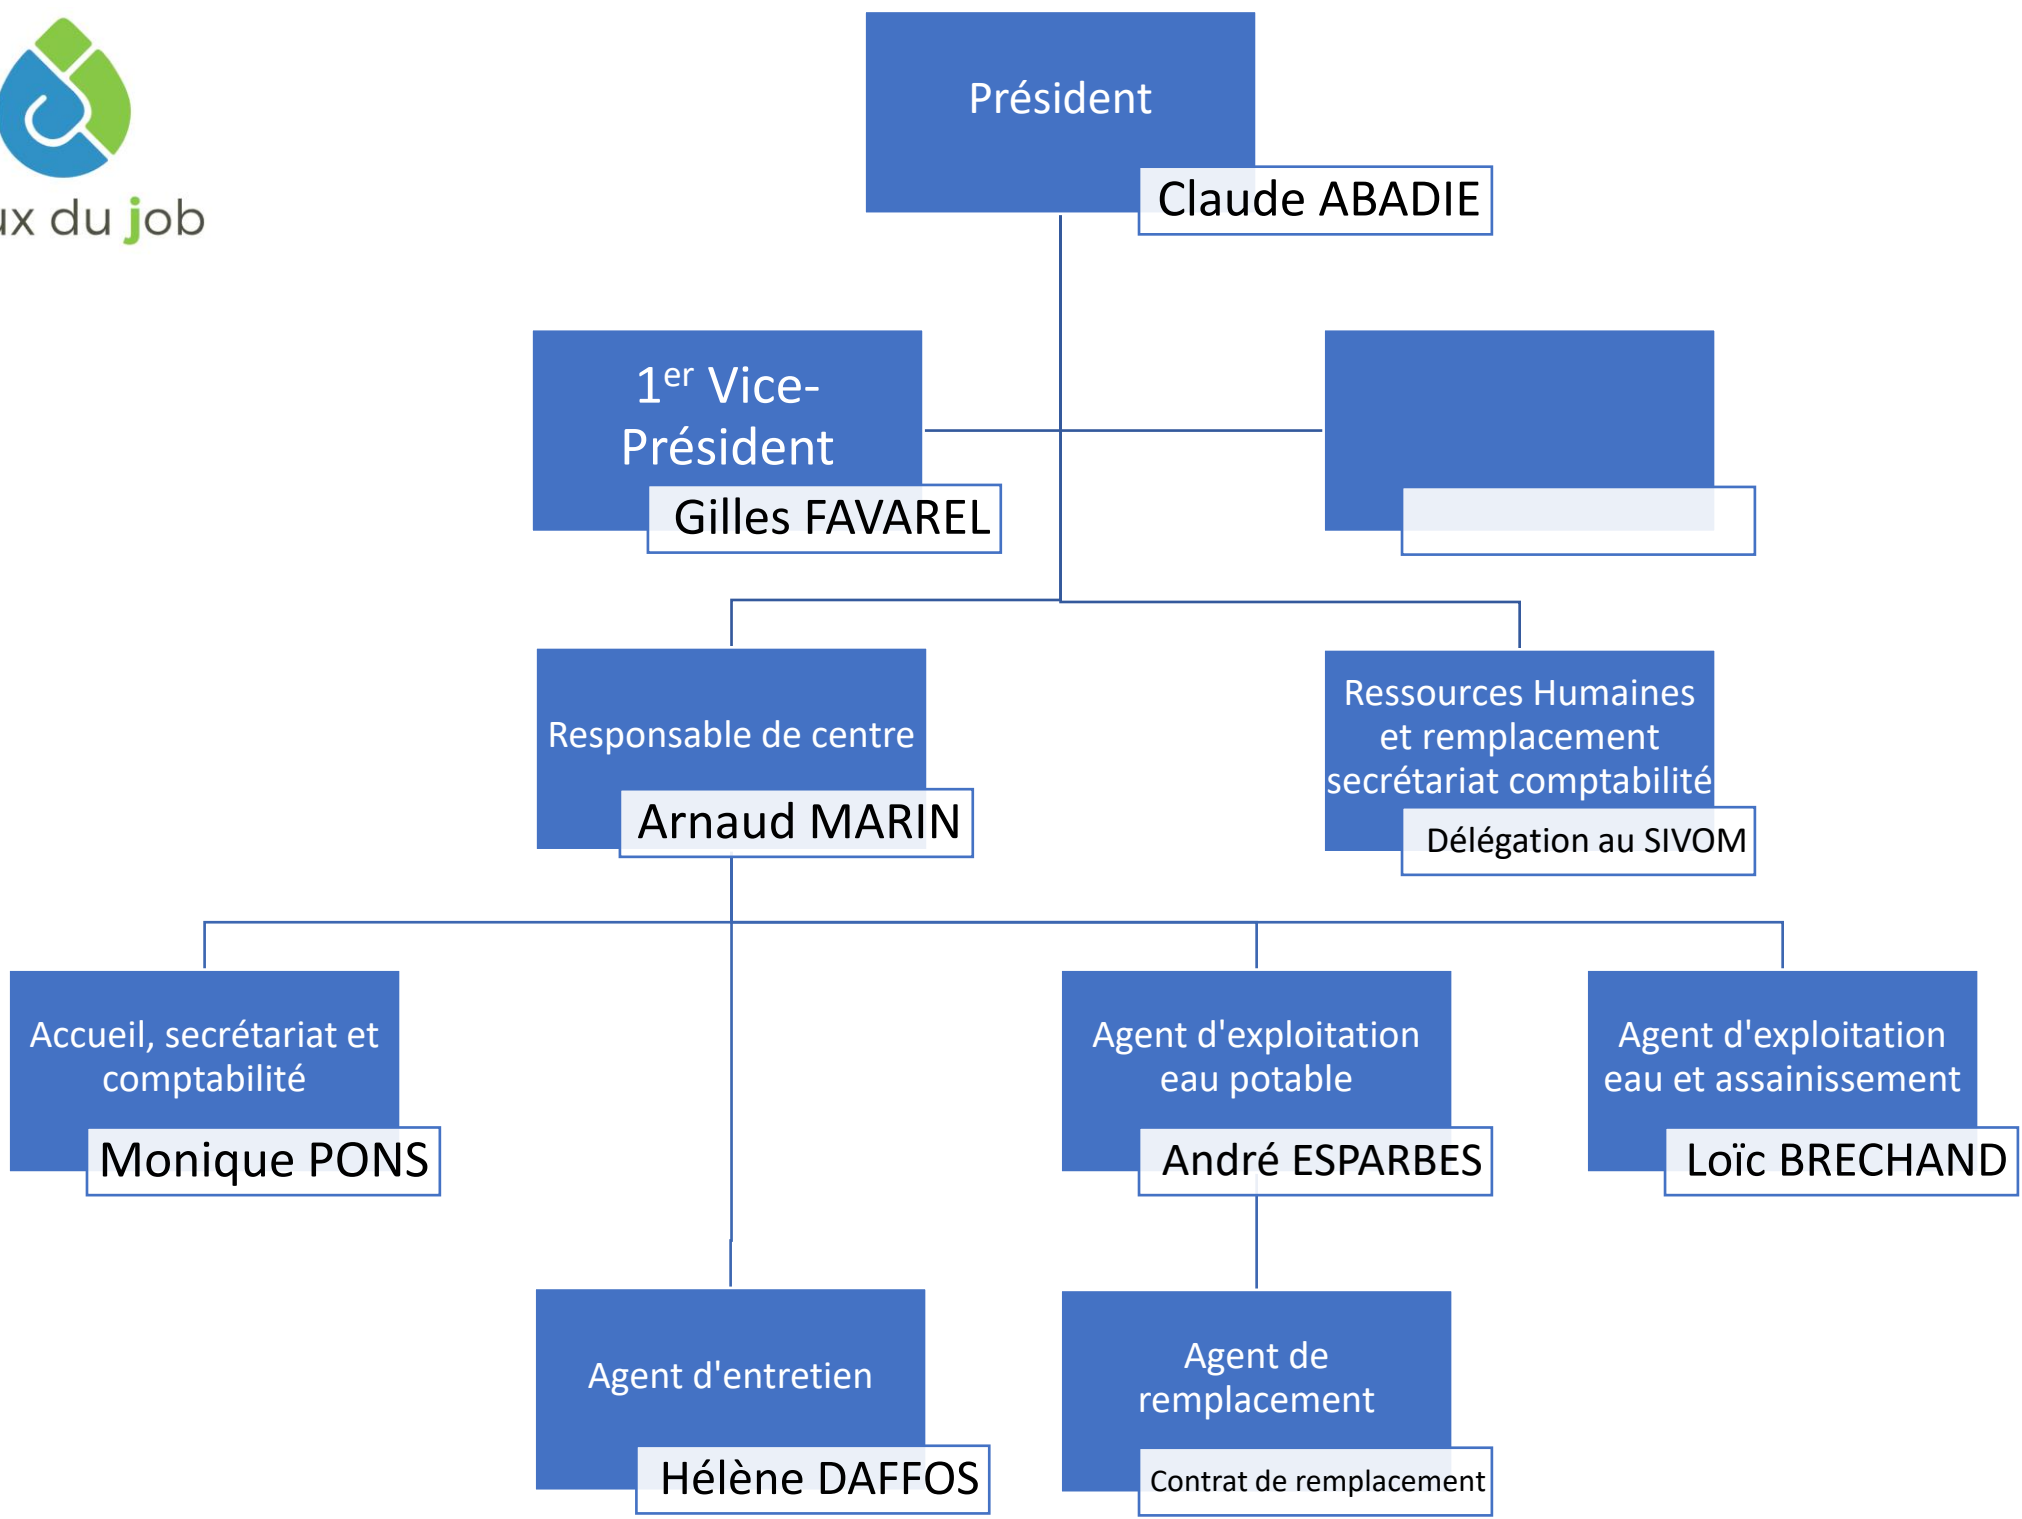 du job
Président
Claude ABADIE
1er Vice-
Président
Gilles FAVAREL
Responsable de centre
Arnaud MARIN
Ressources Humaines
et remplacement
secrétariat comptabilité
Délégation au SIVOM
Accueil, secrétariat et
comptabilité
Monique PONS
Agent d'exploitation
eau potable
André ESPARBES
Agent d'exploitation
eau et assainissement
Loïc BRECHAND
Agent d'entretien
Hélène DAFFOS
Agent de
remplacement
Contrat de remplacement